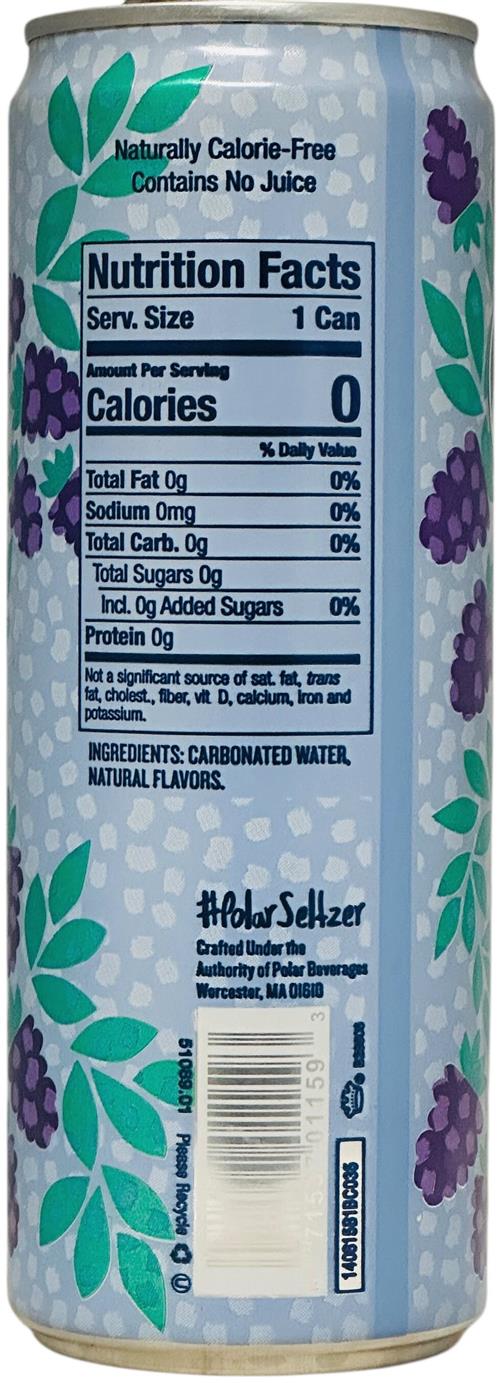 Naturally Calorie-Free
Contains No Juice
Nutrition Facts
Serv. Size 1 Can
Amount Per Serving
Calories 0
% Daily Value
Total Fat 0g 0%
Sodium 0mg 0%
Total Carb. 0g 0%
Total Sugars 0g
Incl. 0g Added Sugars 0%
Protein 0g
Not a significant source of sat. fat, trans
fat, cholest., fiber, vit. D, calcium, iron and
potassium.
INGREDIENTS: CARBONATED WATER,
NATURAL FLAVORS.
#PolarSeltzer
Crafted Under the
Authority of Polar Beverages
Worcester, MA 01610
51089.01 Please Recycle
U
01159 3